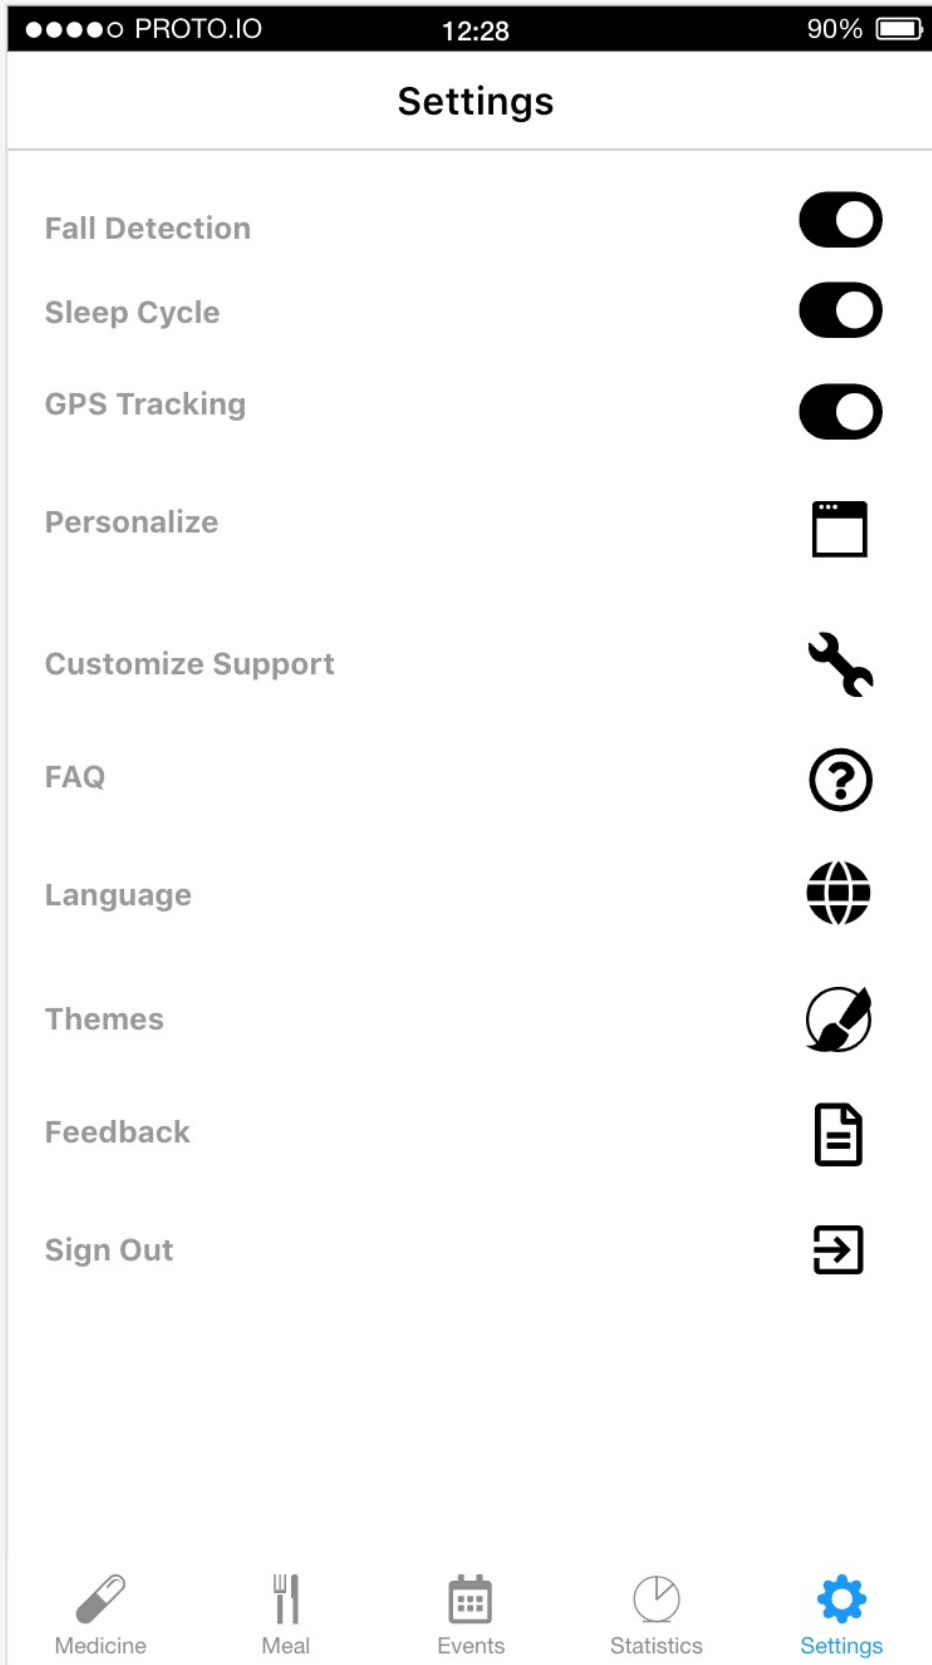 PROTO.IO 12:28 90%
Settings
Fall Detection
Sleep Cycle
GPS Tracking
Personalize
Customize Support
FAQ
Language
Themes
Feedback
Sign Out
Medicine Meal Events Statistics Settings